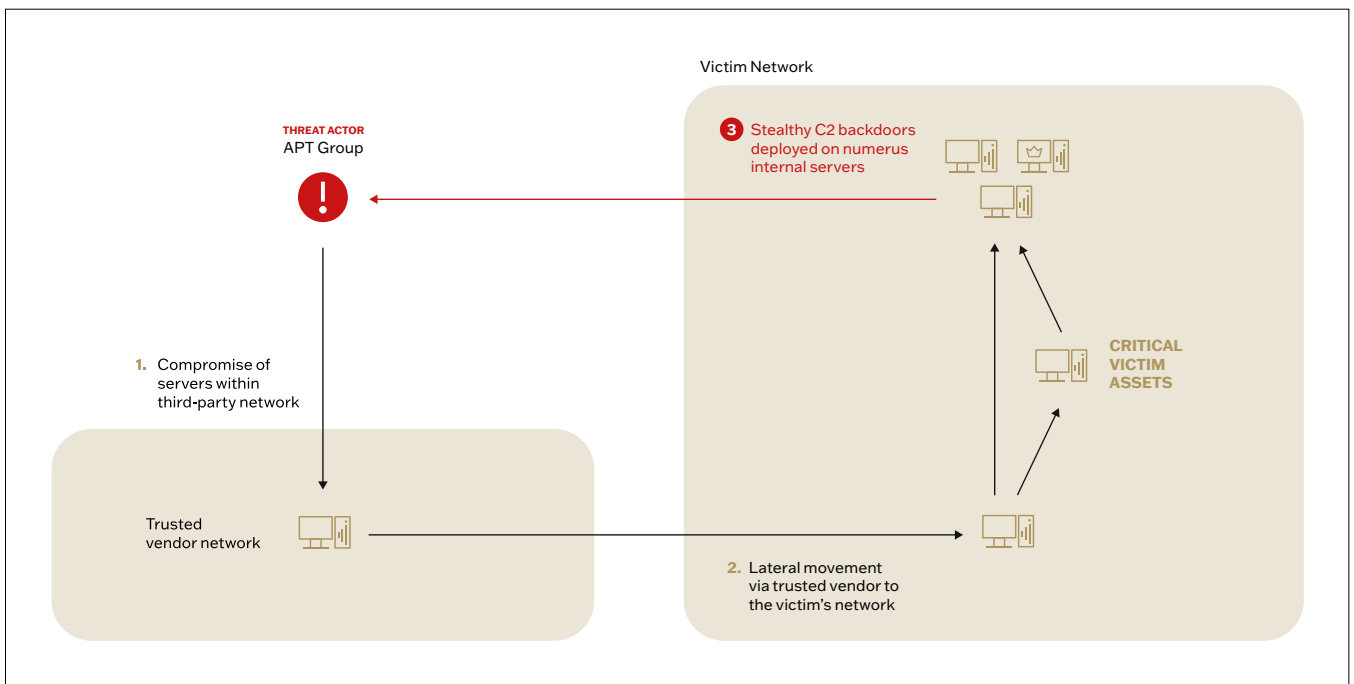 Victim Network
THREAT ACTOR
APT Group
3 Stealthy C2 backdoors
deployed on numerus
internal servers
1. Compromise of
servers within
third-party network
CRITICAL
VICTIM
ASSETS
Trusted
vendor network
2. Lateral movement
via trusted vendor to
the victim’s network